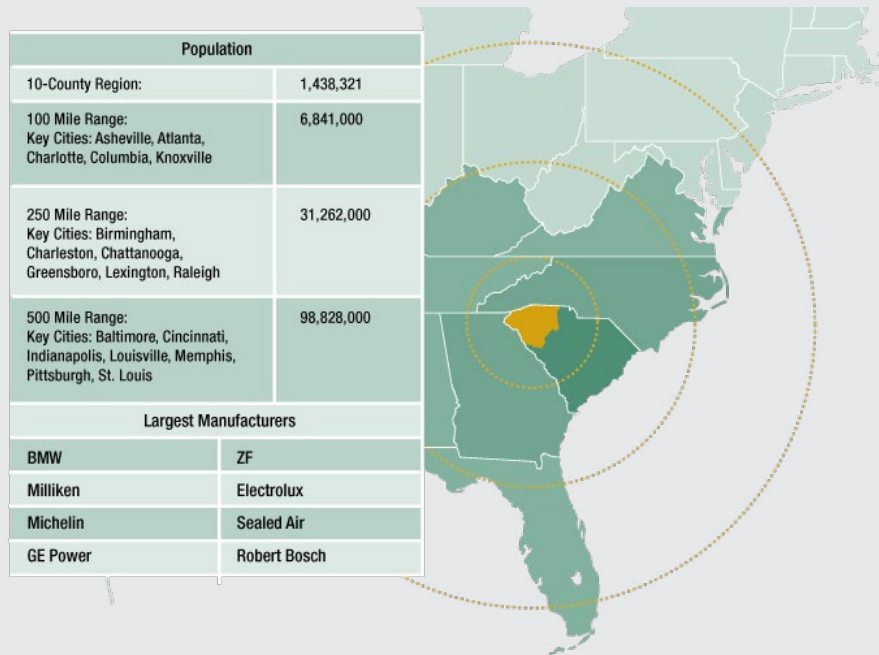 Population
10-County Region:
1,438,321
100 Mile Range:
6,841,000
Key Cities: Asheville, Atlanta,
Charlotte, Columbia, Knoxville
250 Mile Range:
31,262,000
Key Cities: Birmingham,
Charleston, Chattanooga,
Greensboro, Lexington, Raleigh
500 Mile Range:
98,828,000
Key Cities: Baltimore, Cincinnati,
Indianapolis, Louisville, Memphis,
Pittsburgh, St. Louis
Largest Manufacturers
BMW
ZF
Milliken
Electrolux
Michelin
Sealed Air
GE Power
Robert Bosch